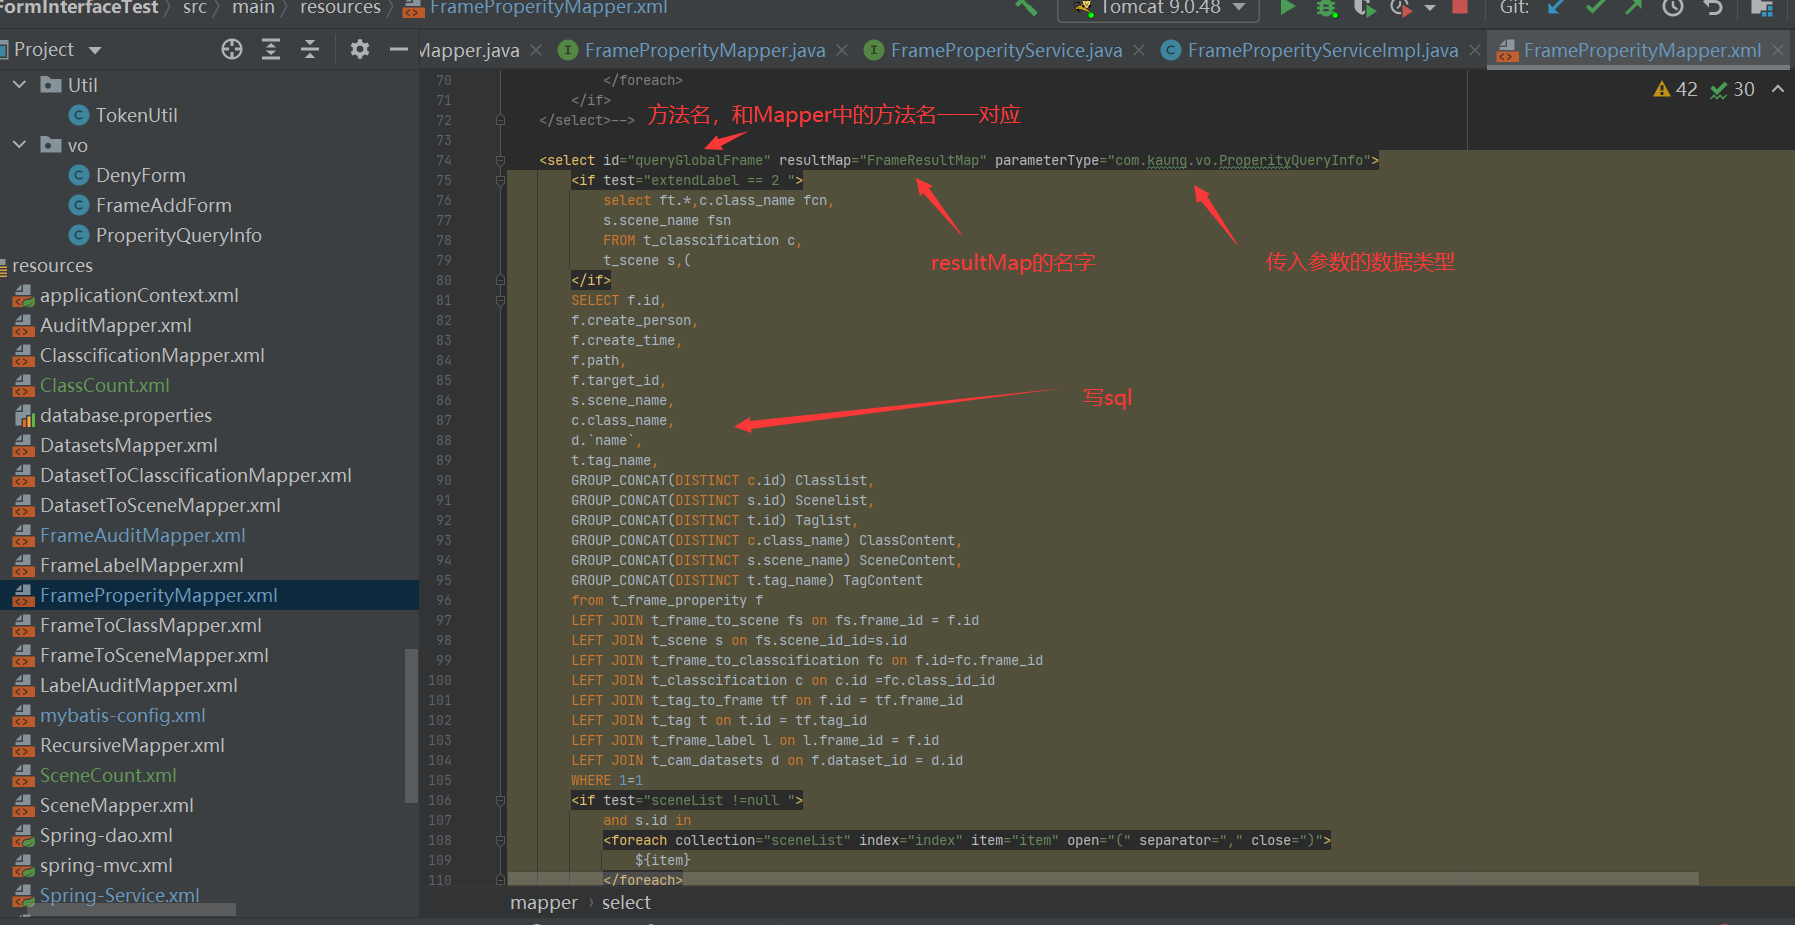 FormInterfaceTest › src › main › resources › FrameProperityMapper.xml
Tomcat 9.0.48
Git:
Project
Mapper.java
FrameProperityMapper.java
FrameProperityService.java
FrameProperityServiceImpl.java
FrameProperityMapper.xml
Util
TokenUtil
vo
DenyForm
FrameAddForm
ProperityQueryInfo
resources
applicationContext.xml
AuditMapper.xml
ClasscificationMapper.xml
ClassCount.xml
database.properties
DatasetsMapper.xml
DatasetToClasscificationMapper.xml
DatasetToSceneMapper.xml
FrameAuditMapper.xml
FrameLabelMapper.xml
FrameProperityMapper.xml
FrameToClassMapper.xml
FrameToSceneMapper.xml
LabelAuditMapper.xml
mybatis-config.xml
RecursiveMapper.xml
SceneCount.xml
SceneMapper.xml
Spring-dao.xml
spring-mvc.xml
Spring-Service.xml
42 30
70 </foreach>
71 </if>
72 </select>-->
方法名，和Mapper中的方法名一一对应
73
74 <select id="queryGlobalFrame" resultMap="FrameResultMap" parameterType="com.kaung.vo.ProperityQueryInfo">
75 <if test="extendLabel == 2 ">
76 select ft.*,c.class_name fcn,
77 s.scene_name fsn
78 FROM t_classcification c,
79 t_scene s,(
resultMap的名字
传入参数的数据类型
80 </if>
81 SELECT f.id,
82 f.create_person,
83 f.create_time,
84 f.path,
85 f.target_id,
86 s.scene_name,
写sql
87 c.class_name,
88 d.`name`,
89 t.tag_name,
90 GROUP_CONCAT(DISTINCT c.id) Classlist,
91 GROUP_CONCAT(DISTINCT s.id) Scenelist,
92 GROUP_CONCAT(DISTINCT t.id) Taglist,
93 GROUP_CONCAT(DISTINCT c.class_name) ClassContent,
94 GROUP_CONCAT(DISTINCT s.scene_name) SceneContent,
95 GROUP_CONCAT(DISTINCT t.tag_name) TagContent
96 from t_frame_properity f
97 LEFT JOIN t_frame_to_scene fs on fs.frame_id = f.id
98 LEFT JOIN t_scene s on fs.scene_id_id=s.id
99 LEFT JOIN t_frame_to_classcification fc on f.id=fc.frame_id
100 LEFT JOIN t_classcification c on c.id =fc.class_id_id
101 LEFT JOIN t_tag_to_frame tf on f.id = tf.frame_id
102 LEFT JOIN t_tag t on t.id = tf.tag_id
103 LEFT JOIN t_frame_label l on l.frame_id = f.id
104 LEFT JOIN t_cam_datasets d on f.dataset_id = d.id
105 WHERE 1=1
106 <if test="sceneList !=null ">
107 and s.id in
108 <foreach collection="sceneList" index="index" item="item" open="(" separator="," close=")">
109 ${item}
110 </foreach>
mapper › select